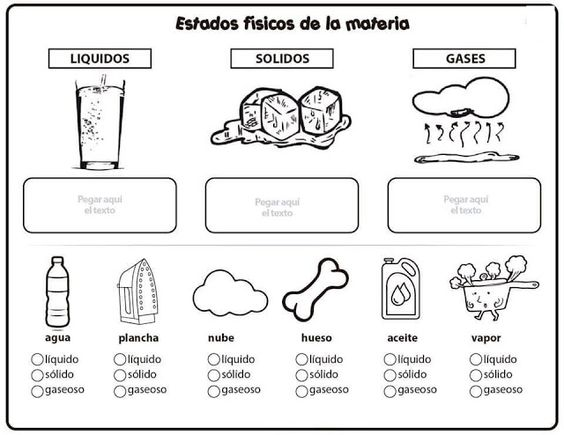 Estados físicos de la materia
LIQUIDOS SOLIDOS GASES
Pegar aquí Pegar aquí Pegar aquí
el texto el texto el texto
agua plancha nube hueso aceite vapor
líquido líquido líquido líquido líquido líquido
sólido sólido sólido sólido sólido sólido
gaseoso gaseoso gaseoso gaseoso gaseoso gaseoso